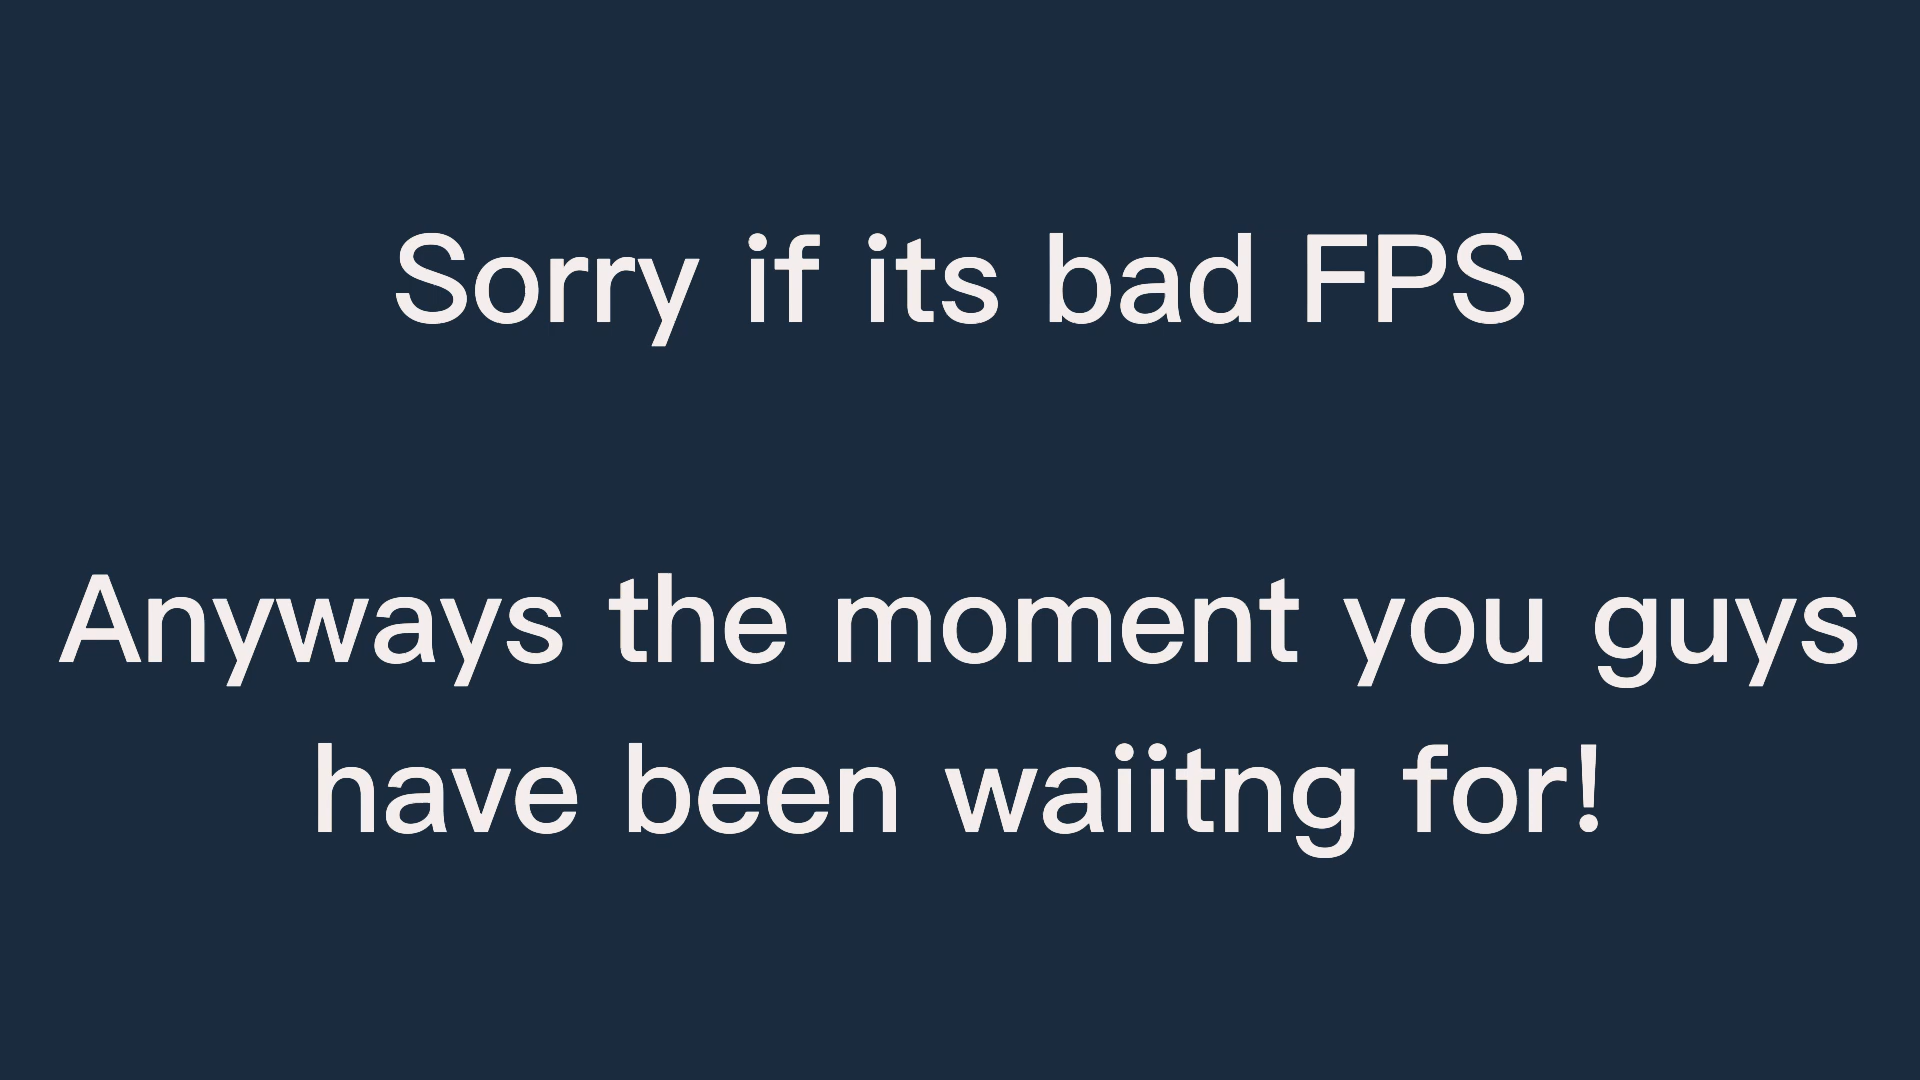 Sorry if its bad FPS
Anyways the moment you guys
have been waiitng for!